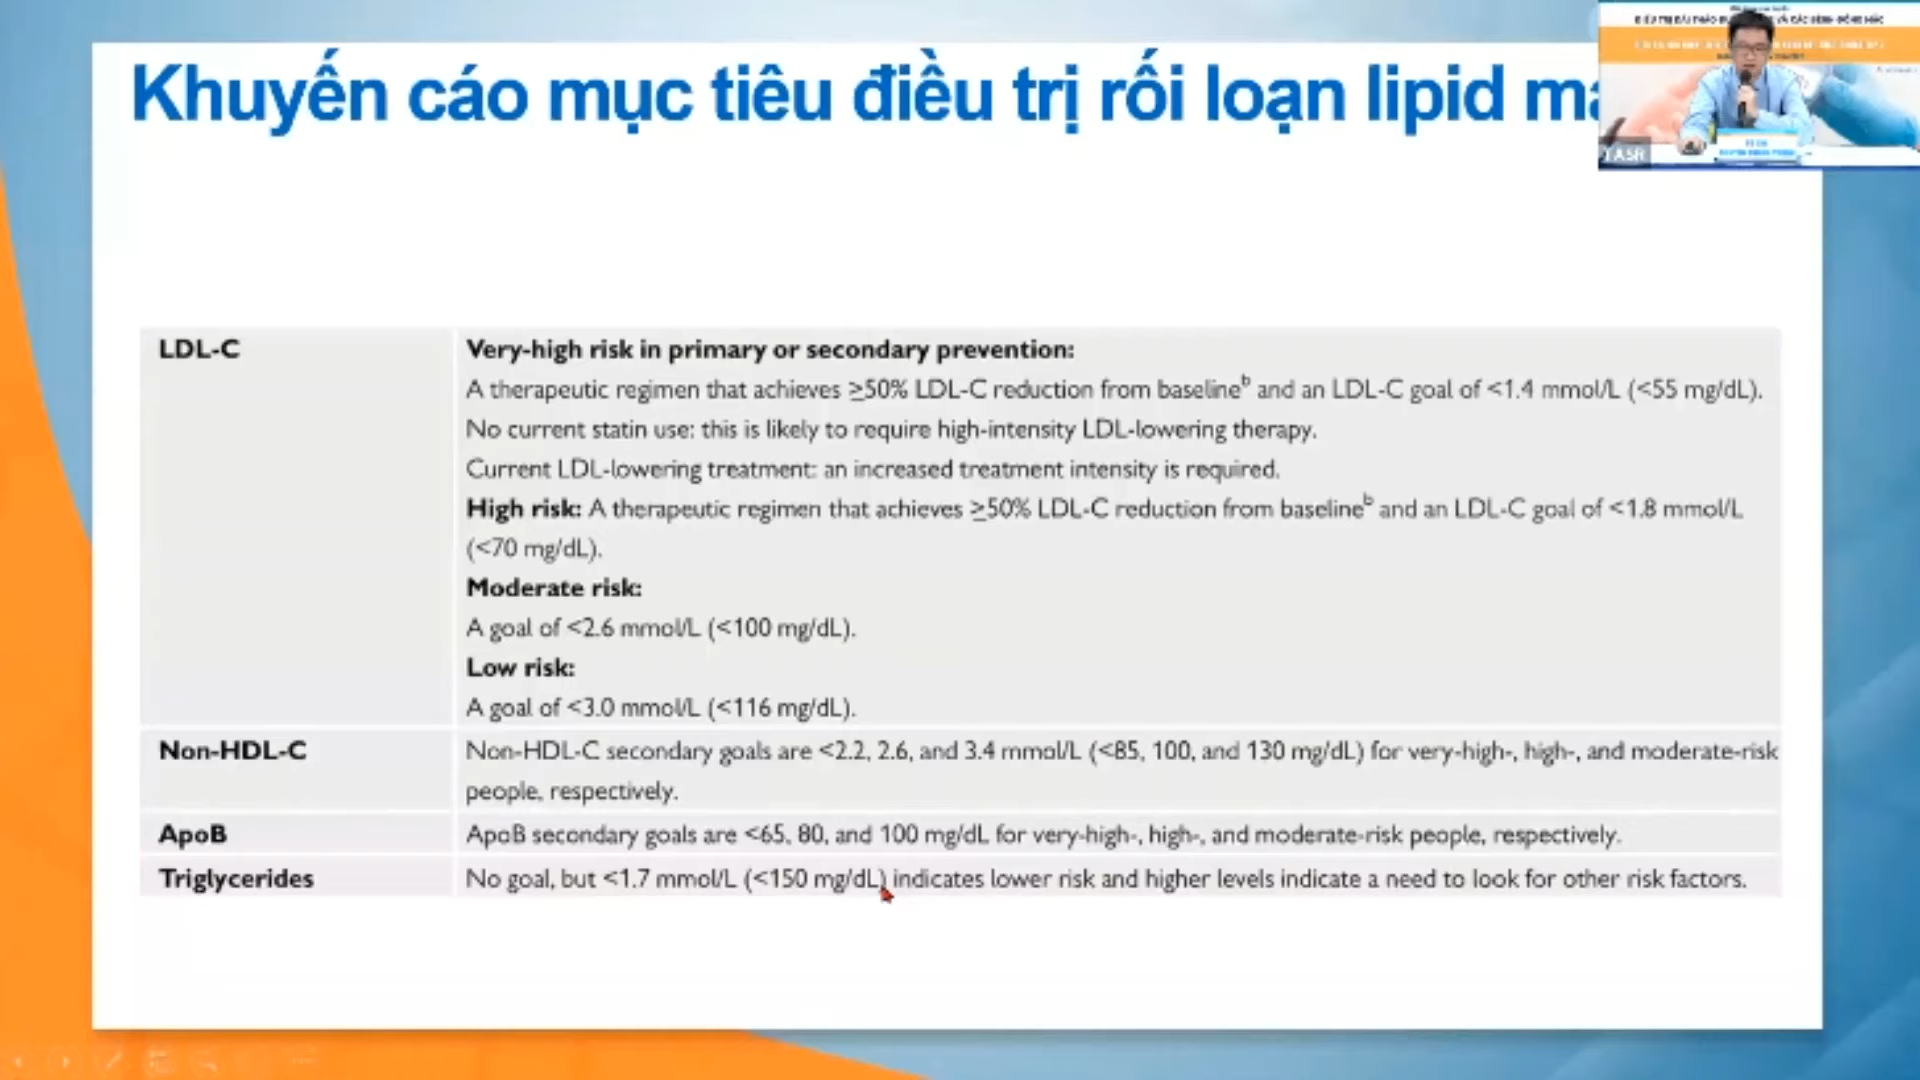 Khuyến cáo mục tiêu điều trị rối loạn lipid
TASR
LDL-C
Very-high risk in primary or secondary prevention:
A therapeutic regimen that achieves ≥50% LDL-C reduction from baselineᵇ and an LDL-C goal of <1.4 mmol/L (<55 mg/dL).
No current statin use: this is likely to require high-intensity LDL-lowering therapy.
Current LDL-lowering treatment: an increased treatment intensity is required.
High risk: A therapeutic regimen that achieves ≥50% LDL-C reduction from baselineᵇ and an LDL-C goal of <1.8 mmol/L
(<70 mg/dL).
Moderate risk:
A goal of <2.6 mmol/L (<100 mg/dL).
Low risk:
A goal of <3.0 mmol/L (<116 mg/dL).
Non-HDL-C
Non-HDL-C secondary goals are <2.2, 2.6, and 3.4 mmol/L (<85, 100, and 130 mg/dL) for very-high-, high-, and moderate-risk
people, respectively.
ApoB
ApoB secondary goals are <65, 80, and 100 mg/dL for very-high-, high-, and moderate-risk people, respectively.
Triglycerides
No goal, but <1.7 mmol/L (<150 mg/dL) indicates lower risk and higher levels indicate a need to look for other risk factors.